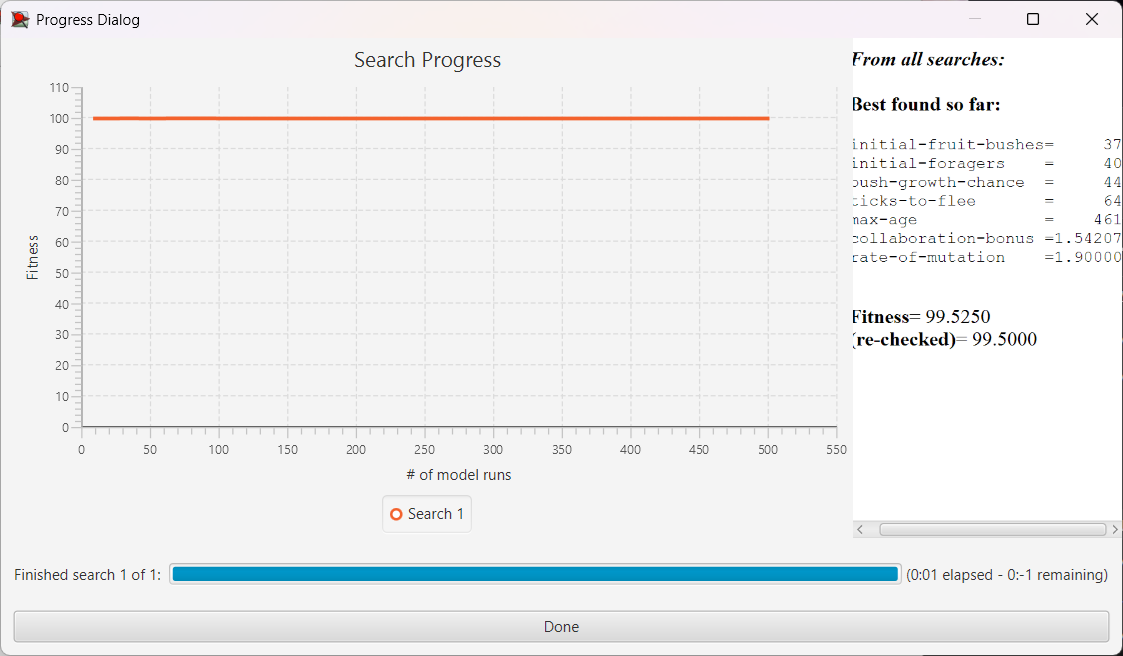 Progress Dialog
Search Progress
110
100
90
80
70
60
50
40
30
20
10
0
Fitness
0 50 100 150 200 250 300 350 400 450 500 550
# of model runs
Search 1
From all searches:
Best found so far:
initial-fruit-bushes= 37
initial-foragers = 40
bush-growth-chance = 44
ticks-to-flee = 64
max-age = 461
collaboration-bonus =1.54207
rate-of-mutation =1.90000
Fitness= 99.5250
(re-checked)= 99.5000
Finished search 1 of 1: (0:01 elapsed - 0:-1 remaining)
Done